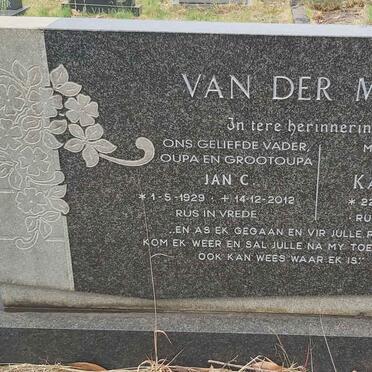 VAN DER M
In tere herinnerin
ONS GELIEFDE VADER,
OUPA EN GROOTOUPA
JAN C.
* 1-5-1929 + 14-12-2012
RUS IN VREDE
M
KA
* 22
RU
„EN AS EK GEGAAN EN VIR JULLE P
KOM EK WEER EN SAL JULLE NA MY TOE
OOK KAN WEES WAAR EK IS.”